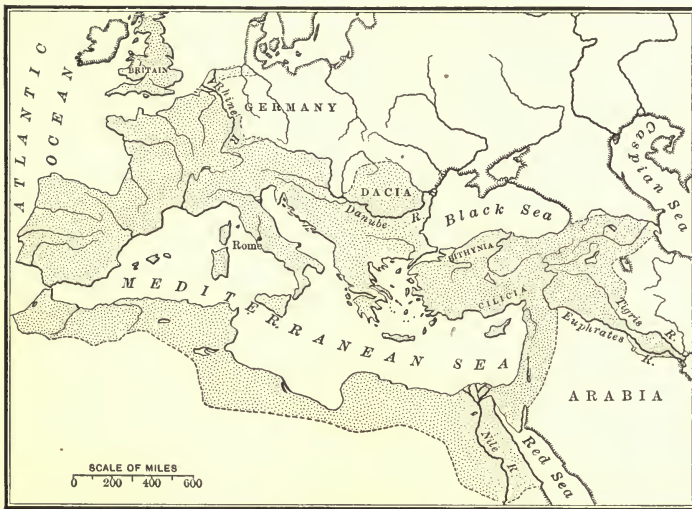 ATLANTIC
OCEAN
BRITAIN
Rhine R.
GERMANY
DACIA
Danube R.
Black Sea
Caspian Sea
Rome
BITHYNIA
CILICIA
MEDITERRANEAN SEA
Tigris R.
Euphrates R.
ARABIA
Nile R.
Red Sea
SCALE OF MILES
0 200 400 600